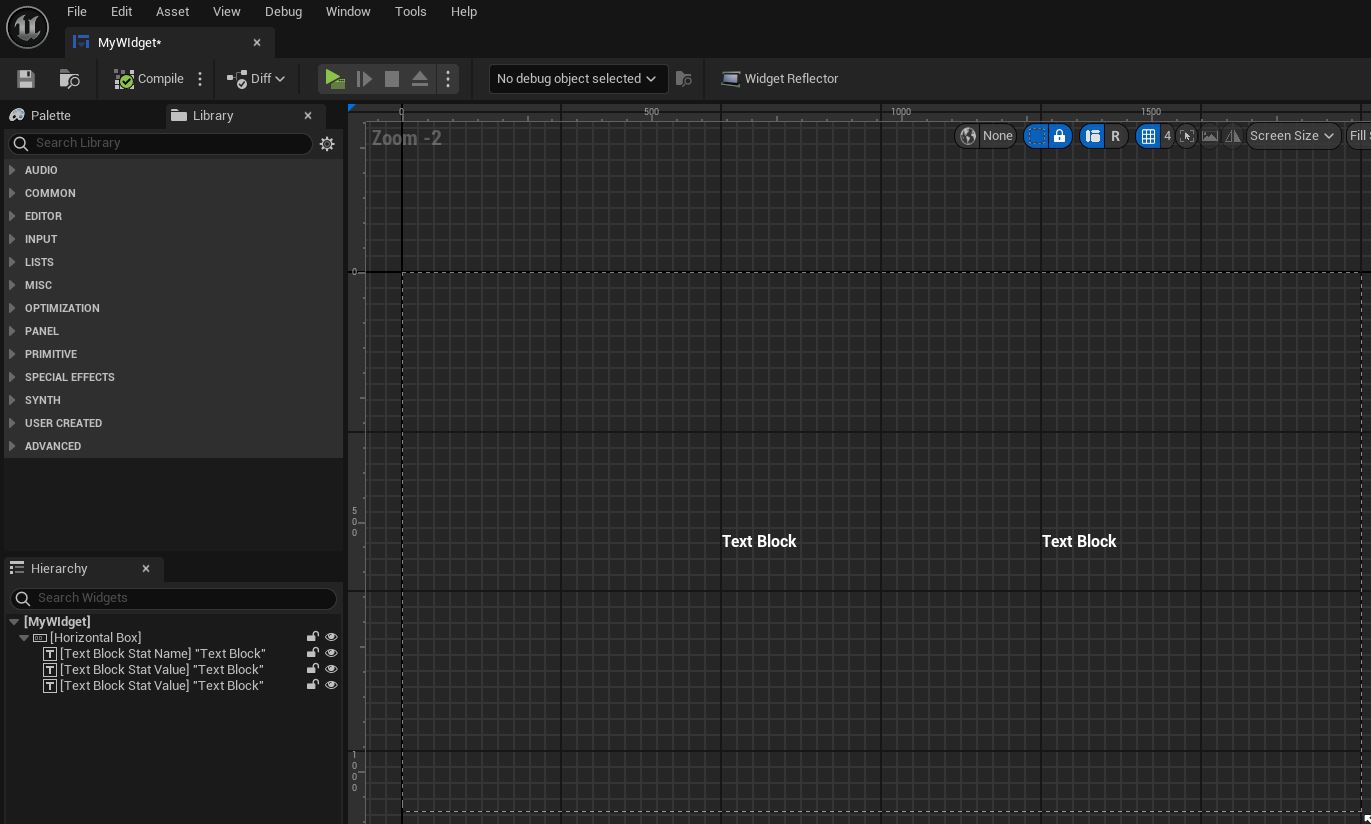 File Edit Asset View Debug Window Tools Help
MyWIdget*
Compile Diff No debug object selected Widget Reflector
Palette Library
Search Library
AUDIO
COMMON
EDITOR
INPUT
LISTS
MISC
OPTIMIZATION
PANEL
PRIMITIVE
SPECIAL EFFECTS
SYNTH
USER CREATED
ADVANCED
Hierarchy
Search Widgets
[MyWIdget]
[Horizontal Box]
[Text Block Stat Name] "Text Block"
[Text Block Stat Value] "Text Block"
[Text Block Stat Value] "Text Block"
0 500 1000 1500
Zoom -2
None R 4 Screen Size Fill
0
500
1000
Text Block Text Block